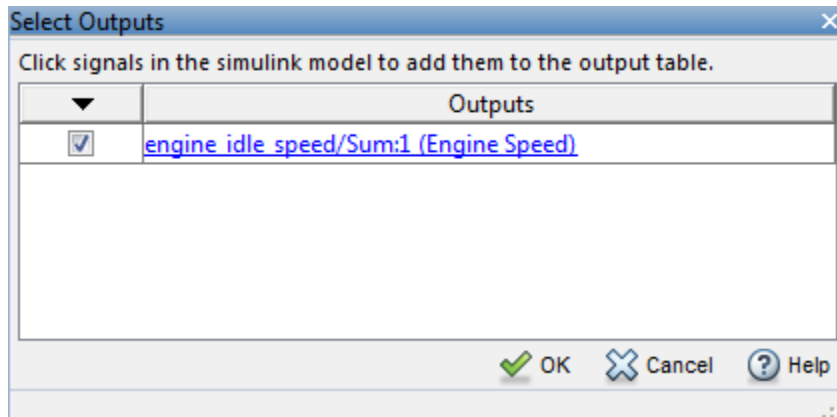 Select Outputs
Click signals in the simulink model to add them to the output table.
Outputs
engine_idle_speed/Sum:1 (Engine Speed)
OK Cancel Help